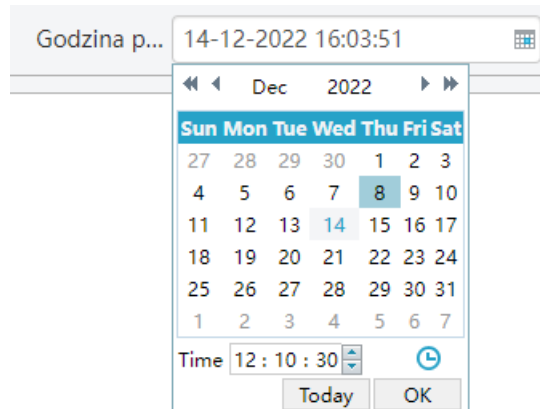 Godzina p... 14-12-2022 16:03:51
Dec 2022
Sun Mon Tue Wed Thu Fri Sat
27 28 29 30 1 2 3
4 5 6 7 8 9 10
11 12 13 14 15 16 17
18 19 20 21 22 23 24
25 26 27 28 29 30 31
1 2 3 4 5 6 7
Time 12 : 10 : 30
Today OK